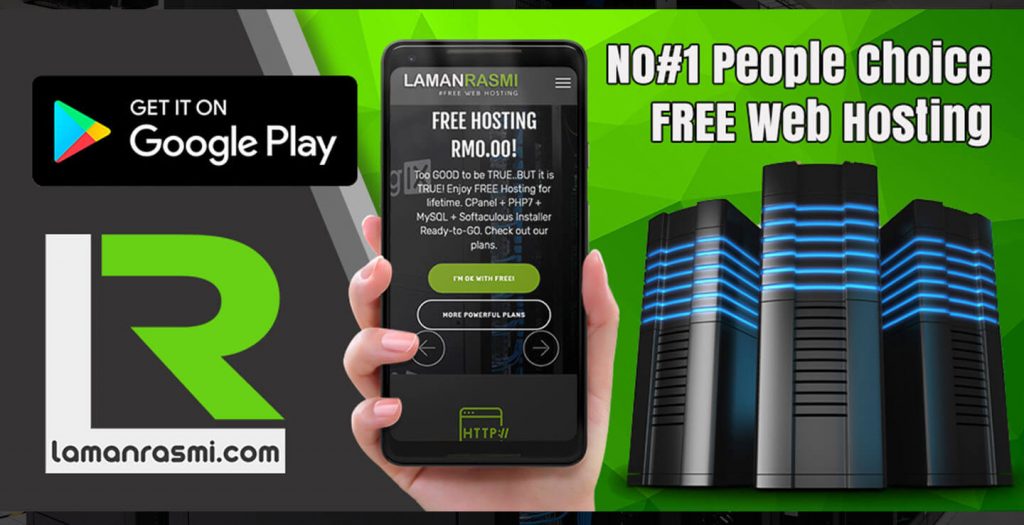 GET IT ON
Google Play
LR
lamanrasmi.com
LAMANRASMI
#FREE WEB HOSTING
FREE HOSTING
RM0.00!
Too GOOD to be TRUE..BUT it is
TRUE! Enjoy FREE Hosting for
lifetime. CPanel + PHP7 +
MySQL + Softaculous Installer
Ready-to-GO. Check out our
plans.
I'M OK WITH FREE!
MORE POWERFUL PLANS
HTTP://
No#1 People Choice
FREE Web Hosting